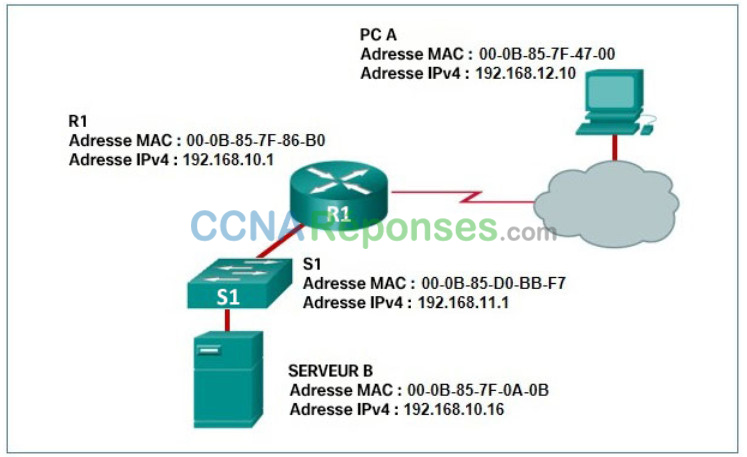 PC A
Adresse MAC : 00-0B-85-7F-47-00
Adresse IPv4 : 192.168.12.10
R1
Adresse MAC : 00-0B-85-7F-86-B0
Adresse IPv4 : 192.168.10.1
R1
CCNAReponses.com
S1
Adresse MAC : 00-0B-85-D0-BB-F7
Adresse IPv4 : 192.168.11.1
S1
SERVEUR B
Adresse MAC : 00-0B-85-7F-0A-0B
Adresse IPv4 : 192.168.10.16